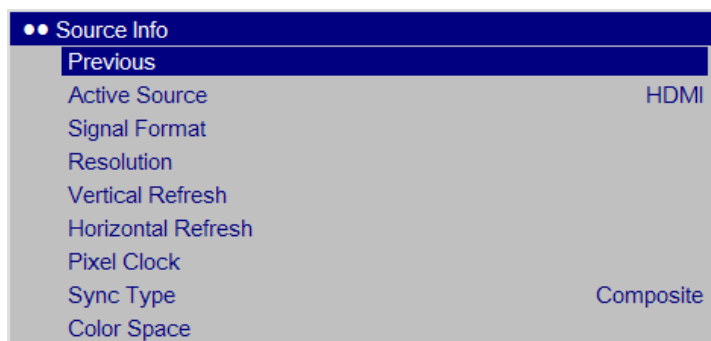 Source Info
Previous
Active Source HDMI
Signal Format
Resolution
Vertical Refresh
Horizontal Refresh
Pixel Clock
Sync Type Composite
Color Space